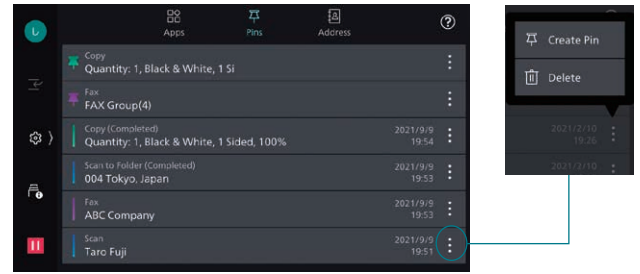 Apps
Pins
Address
Copy
Quantity: 1, Black & White, 1 Si
Fax
FAX Group(4)
Copy (Completed)
Quantity: 1, Black & White, 1 Sided, 100%
2021/9/9
19:54
Scan to Folder (Completed)
004 Tokyo, Japan
2021/9/9
19:53
Fax
ABC Company
2021/9/9
19:53
Scan
Taro Fuji
2021/9/9
19:51
Create Pin
Delete
2021/2/10
19:26
2021/2/10